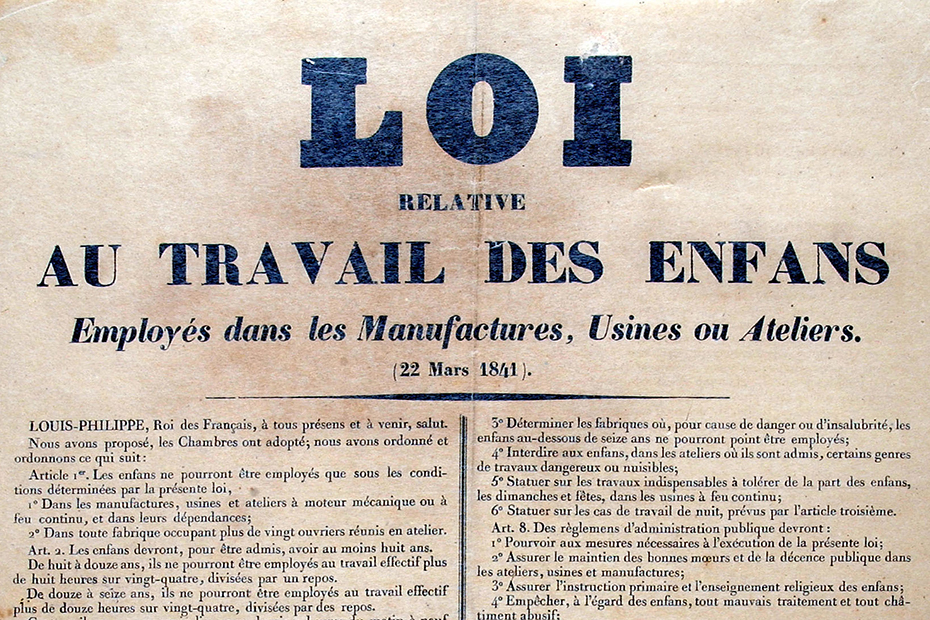 LOI
RELATIVE
AU TRAVAIL DES ENFANS
Employés dans les Manufactures, Usines ou Ateliers.
(22 Mars 1841).
LOUIS-PHILIPPE, Roi des Français, à tous présens et à venir, salut.
Nous avons proposé, les Chambres ont adopté; nous avons ordonné et
ordonnons ce qui suit:
Article 1er. Les enfans ne pourront être employés que sous les condi-
tions déterminées par la présente loi,
1° Dans les manufactures, usines et ateliers à moteur mécanique ou à
feu continu, et dans leurs dépendances;
2° Dans toute fabrique occupant plus de vingt ouvriers réunis en atelier.
Art. 2. Les enfans devront, pour être admis, avoir au moins huit ans.
De huit à douze ans, ils ne pourront être employés au travail effectif plus
de huit heures sur vingt-quatre, divisées par un repos.
De douze à seize ans, ils ne pourront être employés au travail effectif
plus de douze heures sur vingt-quatre, divisées par des repos.
3° Déterminer les fabriques où, pour cause de danger ou d'insalubrité, les
enfans au-dessous de seize ans ne pourront point être employés;
4° Interdire aux enfans, dans les ateliers où ils sont admis, certains genres
de travaux dangereux ou nuisibles;
5° Statuer sur les travaux indispensables à tolérer de la part des enfans,
les dimanches et fêtes, dans les usines à feu continu;
6° Statuer sur les cas de travail de nuit, prévus par l'article troisième.
Art. 8. Des règlemens d'administration publique devront:
1° Pourvoir aux mesures nécessaires à l'exécution de la présente loi;
2° Assurer le maintien des bonnes mœurs et de la décence publique dans
les ateliers, usines et manufactures;
3° Assurer l'instruction primaire et l'enseignement religieux des enfans;
4° Empêcher, à l'égard des enfans, tout mauvais traitement et tout châ-
timent abusif;